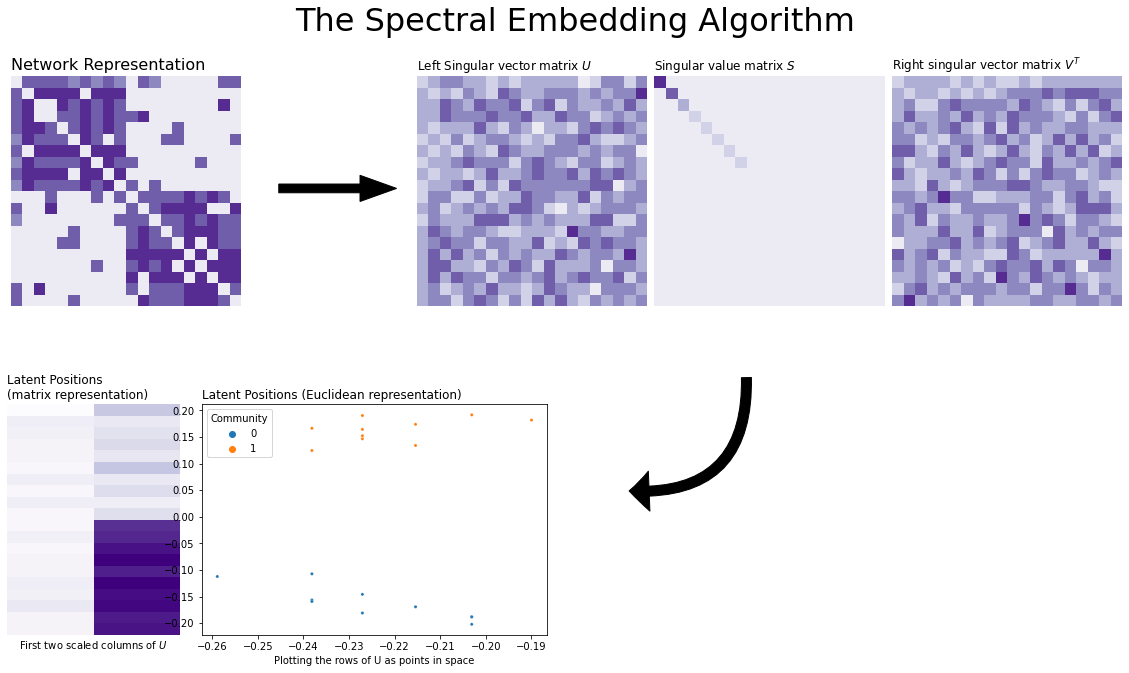 The Spectral Embedding Algorithm
Network Representation
Left Singular vector matrix U
Singular value matrix S
Right singular vector matrix V^T
Latent Positions
(matrix representation)
First two scaled columns of U
Latent Positions (Euclidean representation)
Community
0
1
0.20
0.15
0.10
0.05
0.00
−0.05
−0.10
−0.15
−0.20
−0.26 −0.25 −0.24 −0.23 −0.22 −0.21 −0.20 −0.19
Plotting the rows of U as points in space